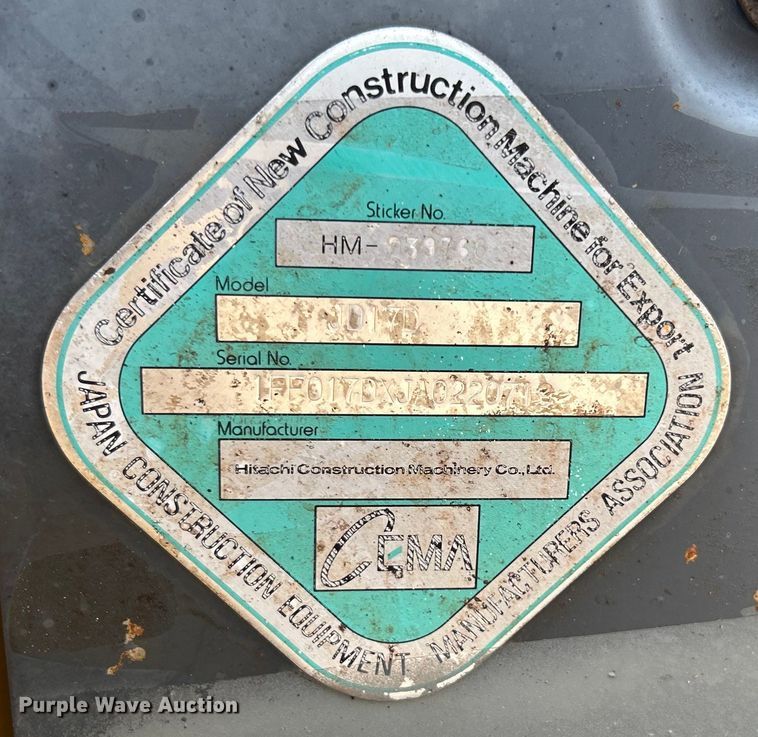 Certificate of New Construction Machine for Export
Sticker No.
HM-
Model
JD17D
Serial No.
Manufacturer
Hitachi Construction Machinery Co., Ltd.
CEMA
JAPAN CONSTRUCTION EQUIPMENT MANUFACTURERS ASSOCIATION
Purple Wave Auction